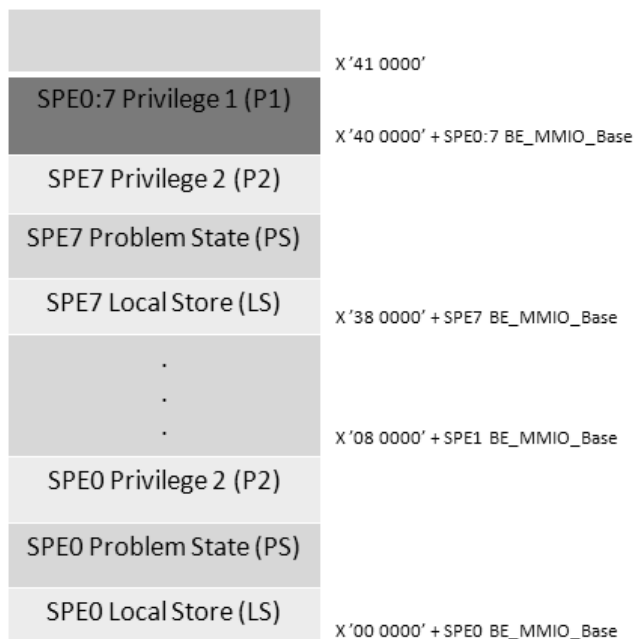 X ’41 0000’
SPE0:7 Privilege 1 (P1)
X ’40 0000’ + SPE0:7 BE_MMIO_Base
SPE7 Privilege 2 (P2)
SPE7 Problem State (PS)
SPE7 Local Store (LS)
X ’38 0000’ + SPE7 BE_MMIO_Base
.
.
.
X ’08 0000’ + SPE1 BE_MMIO_Base
SPE0 Privilege 2 (P2)
SPE0 Problem State (PS)
SPE0 Local Store (LS)
X ’00 0000’ + SPE0 BE_MMIO_Base